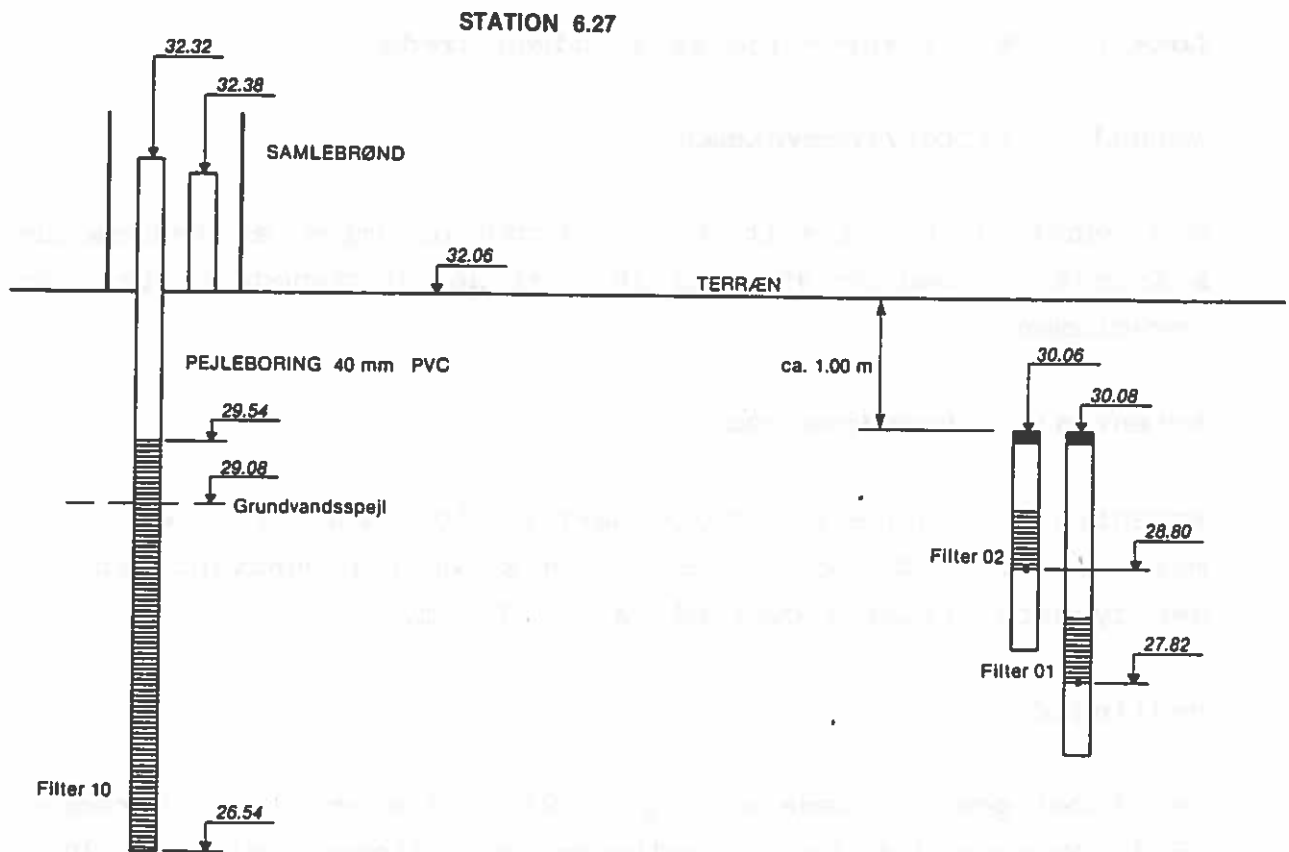 STATION 6.27
32.32
32.38
SAMLEBRØND
32.06
TERRÆN
PEJLEBORING 40 mm PVC
ca. 1.00 m
30.06
30.08
29.54
29.08
Grundvandsspejl
Filter 02
28.80
27.82
Filter 01
Filter 10
26.54